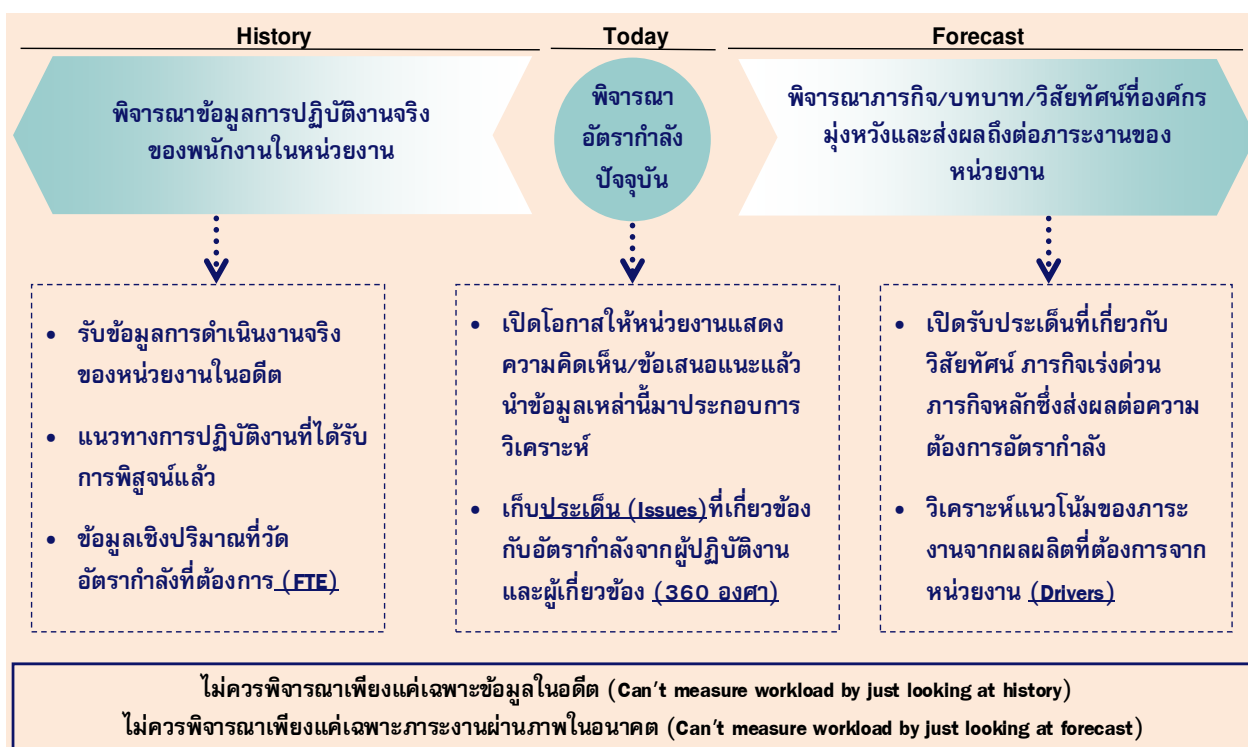 History
Today
Forecast
พิจารณาข้อมูลการปฏิบัติงานจริง
ของพนักงานในหน่วยงาน
พิจารณา
อัตรากำลัง
ปัจจุบัน
พิจารณาภารกิจ/บทบาท/วิสัยทัศน์ที่องค์กร
มุ่งหวังและส่งผลถึงต่อภาระงานของ
หน่วยงาน
• รับข้อมูลการดำเนินงานจริง
ของหน่วยงานในอดีต
• แนวทางการปฏิบัติงานที่ได้รับ
การพิสูจน์แล้ว
• ข้อมูลเชิงปริมาณที่วัด
อัตรากำลังที่ต้องการ (FTE)
• เปิดโอกาสให้หน่วยงานแสดง
ความคิดเห็น/ข้อเสนอแนะแล้ว
นำข้อมูลเหล่านี้มาประกอบการ
วิเคราะห์
• เก็บประเด็น (Issues)ที่เกี่ยวข้อง
กับอัตรากำลังจากผู้ปฏิบัติงาน
และผู้เกี่ยวข้อง (360 องศา)
• เปิดรับประเด็นที่เกี่ยวกับ
วิสัยทัศน์ ภารกิจเร่งด่วน
ภารกิจหลักซึ่งส่งผลต่อความ
ต้องการอัตรากำลัง
• วิเคราะห์แนวโน้มของภาระ
งานจากผลผลิตที่ต้องการจาก
หน่วยงาน (Drivers)
ไม่ควรพิจารณาเพียงแค่เฉพาะข้อมูลในอดีต (Can't measure workload by just looking at history)
ไม่ควรพิจารณาเพียงแค่เฉพาะภาระงานผ่านภาพในอนาคต (Can't measure workload by just looking at forecast)